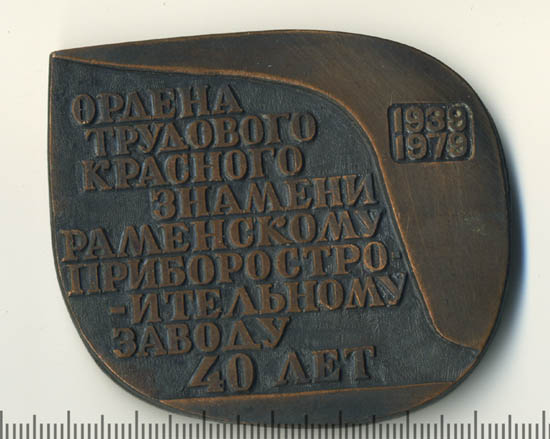 ОРДЕНА
ТРУДОВОГО
КРАСНОГО
ЗНАМЕНИ
РАМЕНСКОМУ
ПРИБОРОСТРО-
-ИТЕЛЬНОМУ
ЗАВОДУ
40 ЛЕТ
1939
1979